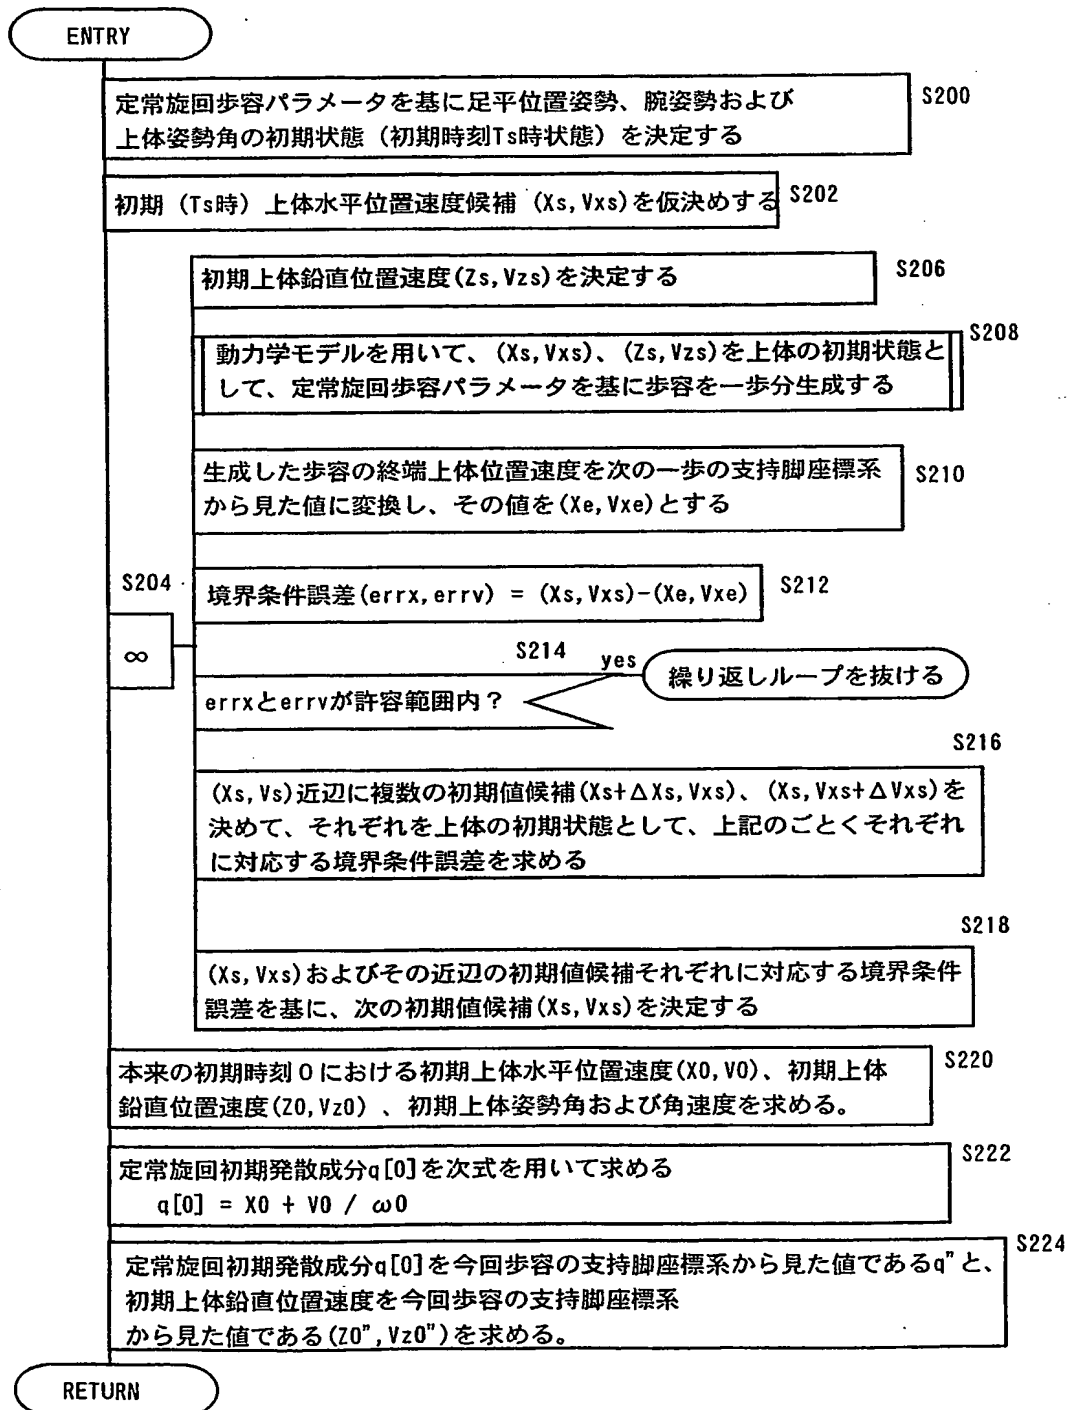 ENTRY
定常旋回歩容パラメータを基に足平位置姿勢、腕姿勢および
上体姿勢角の初期状態（初期時刻Ts時状態）を決定する
S200
初期（Ts時）上体水平位置速度候補 (Xs,Vxs)を仮決めする
S202
初期上体鉛直位置速度(Zs,Vzs)を決定する
S206
動力学モデルを用いて、(Xs,Vxs)、(Zs,Vzs)を上体の初期状態と
して、定常旋回歩容パラメータを基に歩容を一歩分生成する
S208
生成した歩容の終端上体位置速度を次の一歩の支持脚座標系
から見た値に変換し、その値を(Xe,Vxe)とする
S210
S204
∞
境界条件誤差(errx,errv) = (Xs,Vxs)-(Xe,Vxe)
S212
S214
errxとerrvが許容範囲内？
yes
繰り返しループを抜ける
S216
(Xs,Vs)近辺に複数の初期値候補(Xs+ΔXs,Vxs)、(Xs,Vxs+ΔVxs)を
決めて、それぞれを上体の初期状態として、上記のごとくそれぞれ
に対応する境界条件誤差を求める
S218
(Xs,Vxs)およびその近辺の初期値候補それぞれに対応する境界条件
誤差を基に、次の初期値候補(Xs,Vxs)を決定する
本来の初期時刻０における初期上体水平位置速度(X0,V0)、初期上体
鉛直位置速度(Z0,Vz0) 、初期上体姿勢角および角速度を求める。
S220
定常旋回初期発散成分q[0]を次式を用いて求める
q[0] = X0 + V0 / ω0
S222
定常旋回初期発散成分q[0]を今回歩容の支持脚座標系から見た値であるq"と、
初期上体鉛直位置速度を今回歩容の支持脚座標系
から見た値である(Z0",Vz0")を求める。
S224
RETURN